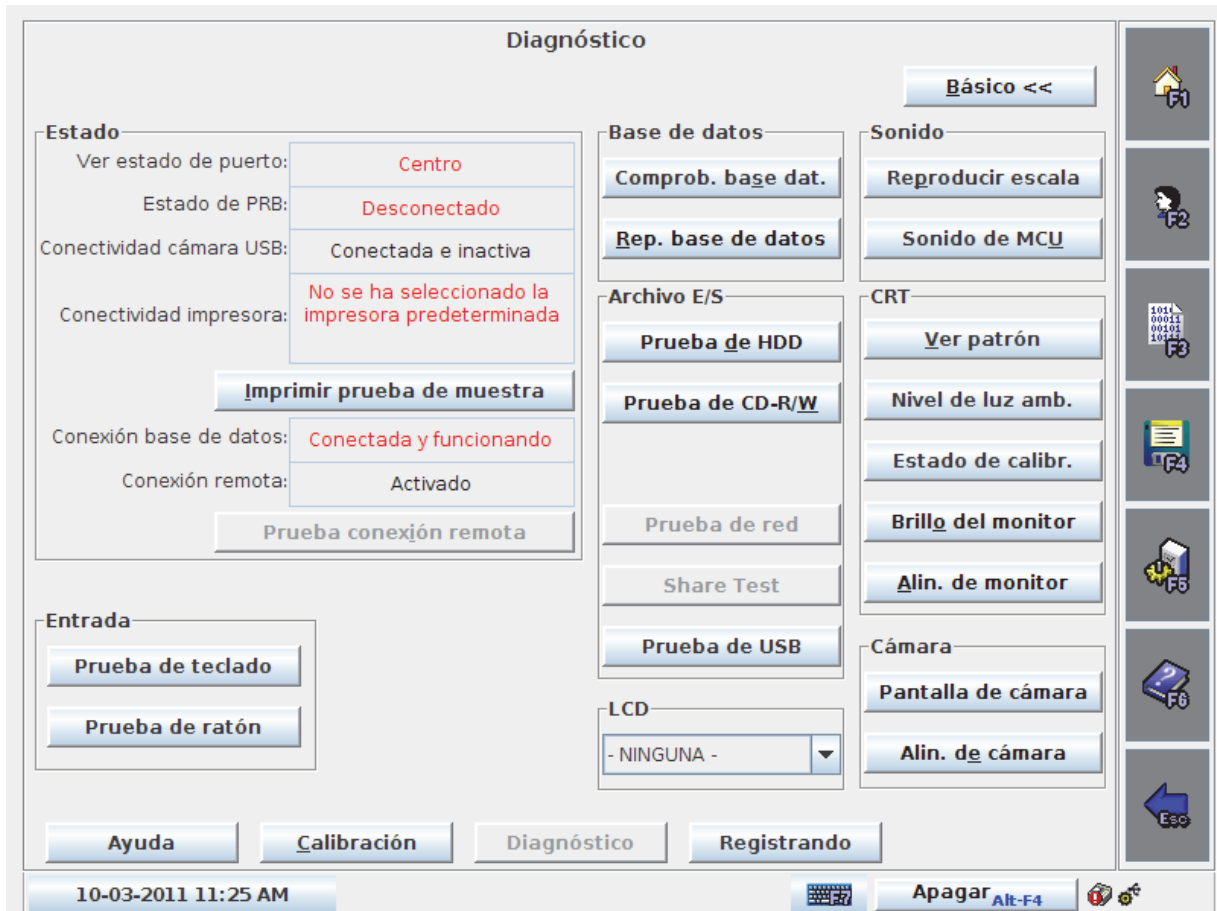 Diagnóstico
Básico <<
Estado
Ver estado de puerto: Centro
Estado de PRB: Desconectado
Conectividad cámara USB: Conectada e inactiva
Conectividad impresora: No se ha seleccionado la
impresora predeterminada
Imprimir prueba de muestra
Conexión base de datos: Conectada y funcionando
Conexión remota: Activado
Prueba conexión remota
Entrada
Prueba de teclado
Prueba de ratón
Base de datos
Comprob. base dat.
Rep. base de datos
Archivo E/S
Prueba de HDD
Prueba de CD-R/W
Prueba de red
Share Test
Prueba de USB
LCD
- NINGUNA -
Sonido
Reproducir escala
Sonido de MCU
CRT
Ver patrón
Nivel de luz amb.
Estado de calibr.
Brillo del monitor
Alin. de monitor
Cámara
Pantalla de cámara
Alin. de cámara
Ayuda
Calibración
Diagnóstico
Registrando
F1
F2
F3
F4
F5
F6
Esc
10-03-2011 11:25 AM
F7
Apagar Alt-F4